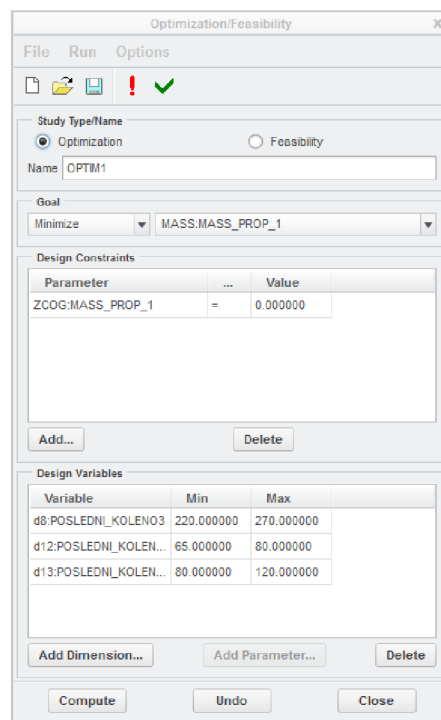 Optimization/Feasibility x
File Run Options
Study Type/Name
Optimization Feasibility
Name OPTIM1
Goal
Minimize MASS:MASS_PROP_1
Design Constraints
Parameter ... Value
ZCOG:MASS_PROP_1 = 0.000000
Add... Delete
Design Variables
Variable Min Max
d8:POSLEDNI_KOLENO3 220.000000 270.000000
d12:POSLEDNI_KOLEN... 65.000000 80.000000
d13:POSLEDNI_KOLEN... 80.000000 120.000000
Add Dimension... Add Parameter... Delete
Compute Undo Close